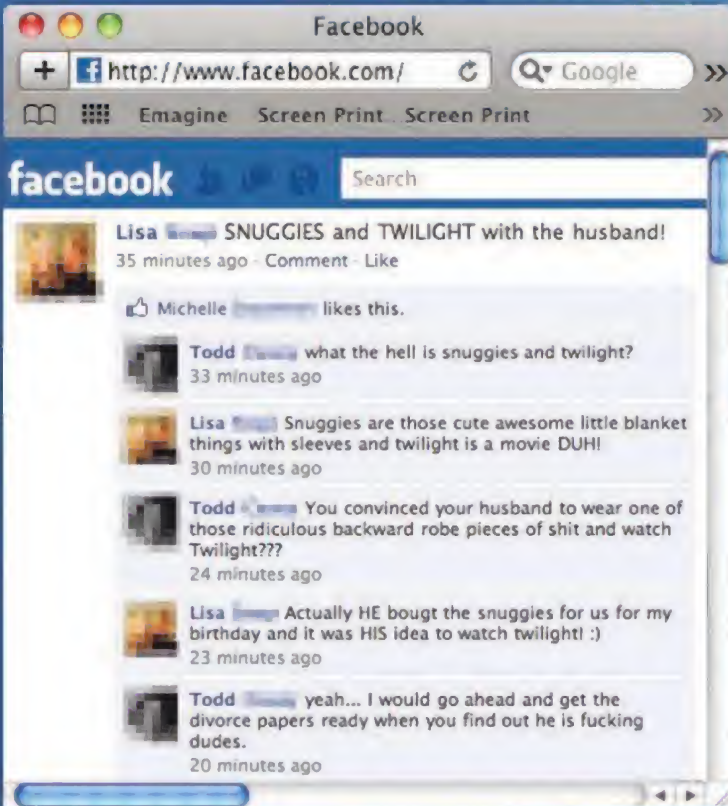 Facebook
http://www.facebook.com/
Google
Emagine Screen Print.. Screen Print
facebook
Search
Lisa SNUGGIES and TWILIGHT with the husband!
35 minutes ago · Comment · Like
Michelle likes this.
Todd what the hell is snuggies and twilight?
33 minutes ago
Lisa Snuggies are those cute awesome little blanket
things with sleeves and twilight is a movie DUH!
30 minutes ago
Todd You convinced your husband to wear one of
those ridiculous backward robe pieces of shit and watch
Twilight???
24 minutes ago
Lisa Actually HE bougt the snuggies for us for my
birthday and it was HIS idea to watch twilight! :)
23 minutes ago
Todd yeah... I would go ahead and get the
divorce papers ready when you find out he is fucking
dudes.
20 minutes ago